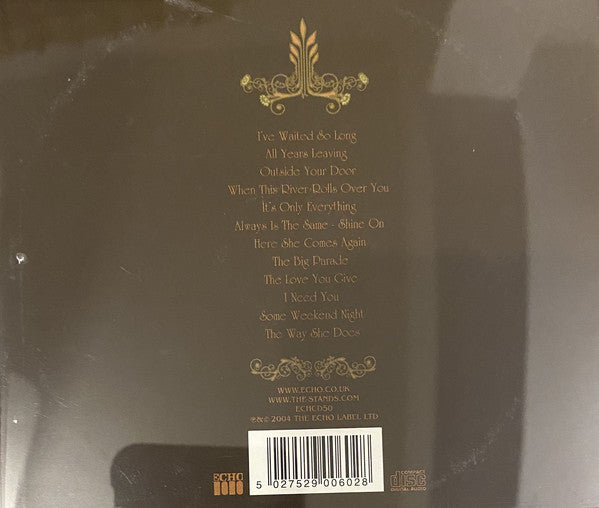 I've Waited So Long
All Years Leaving
Outside Your Door
When This River Rolls Over You
It's Only Everything
Always Is The Same - Shine On
Here She Comes Again
The Big Parade
The Love You Give
I Need You
Some Weekend Night
The Way She Does
WWW.ECHO.CO.UK
WWW.THE-STANDS.COM
ECHCD50
℗&© 2004 THE ECHO LABEL LTD
ECHO
5 027529 006028
COMPACT
disc
DIGITAL AUDIO